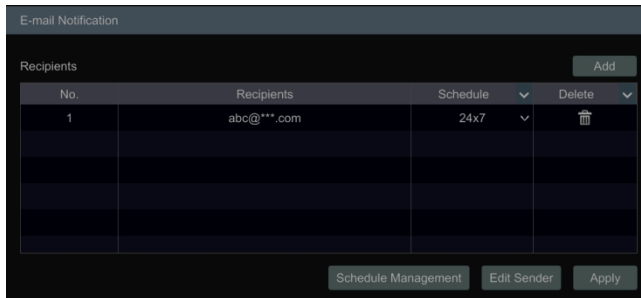 E-mail Notification
Recipients Add
No. Recipients Schedule Delete
1 abc@***.com 24x7
Schedule Management Edit Sender Apply